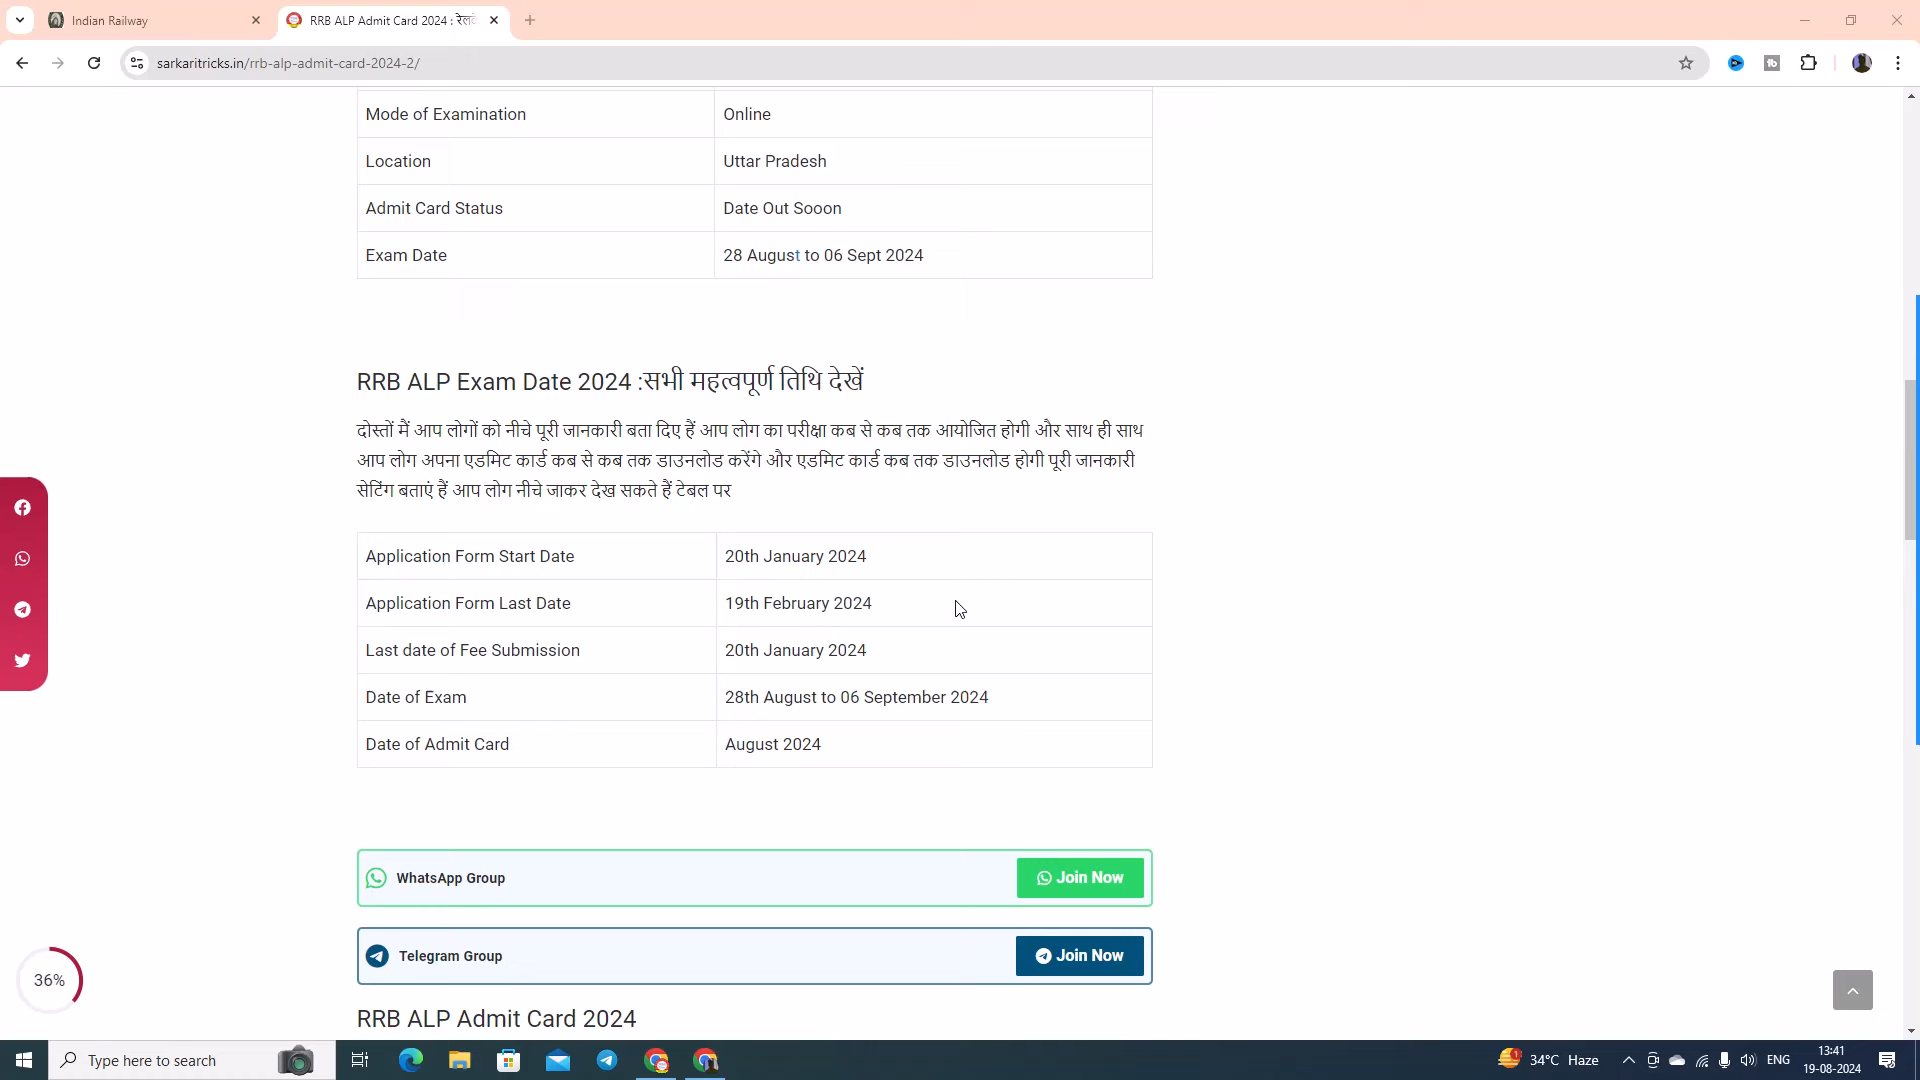 Indian Railway
RRB ALP Admit Card 2024 : रेलवे
sarkaritricks.in/rrb-alp-admit-card-2024-2/
Mode of Examination Online
Location Uttar Pradesh
Admit Card Status Date Out Sooon
Exam Date 28 August to 06 Sept 2024
RRB ALP Exam Date 2024 :सभी महत्वपूर्ण तिथि देखें
दोस्तों मैं आप लोगों को नीचे पूरी जानकारी बता दिए हैं आप लोग का परीक्षा कब से कब तक आयोजित होगी और साथ ही साथ
आप लोग अपना एडमिट कार्ड कब से कब तक डाउनलोड करेंगे और एडमिट कार्ड कब तक डाउनलोड होगी पूरी जानकारी
सेटिंग बताएं हैं आप लोग नीचे जाकर देख सकते हैं टेबल पर
Application Form Start Date 20th January 2024
Application Form Last Date 19th February 2024
Last date of Fee Submission 20th January 2024
Date of Exam 28th August to 06 September 2024
Date of Admit Card August 2024
WhatsApp Group Join Now
Telegram Group Join Now
36%
RRB ALP Admit Card 2024
Type here to search
34°C Haze
ENG
13:41
19-08-2024